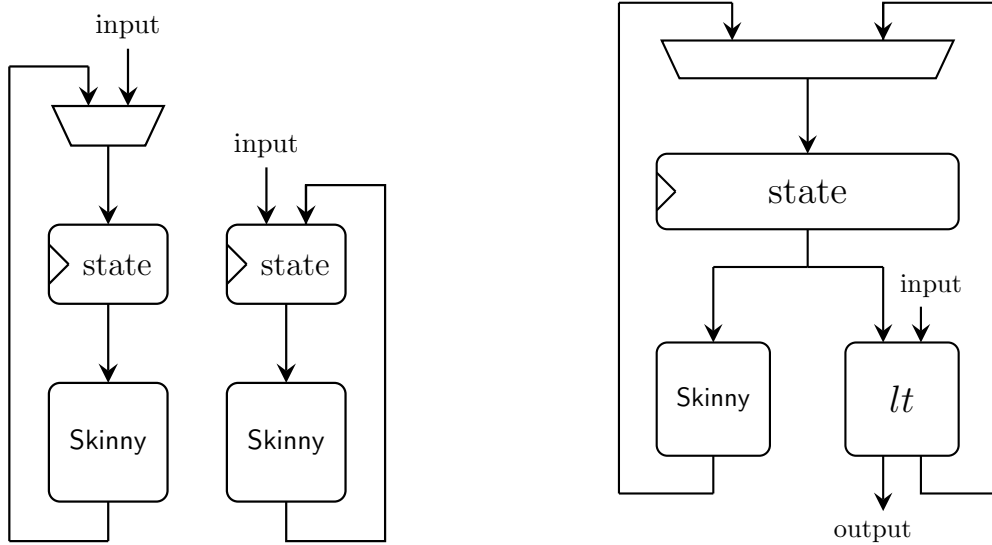 input
state
Skinny
input
state
Skinny
state
input
Skinny
lt
output